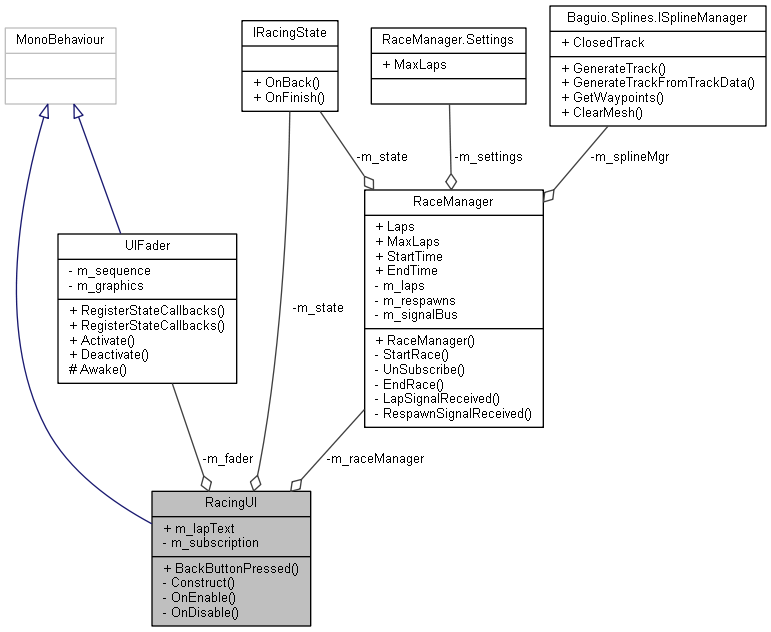 MonoBehaviour
IRacingState
+ OnBack()
+ OnFinish()
RaceManager.Settings
+ MaxLaps
Baguio.Splines.ISplineManager
+ ClosedTrack
+ GenerateTrack()
+ GenerateTrackFromTrackData()
+ GetWaypoints()
+ ClearMesh()
-m_state
-m_settings
-m_splineMgr
RaceManager
+ Laps
+ MaxLaps
+ StartTime
+ EndTime
- m_laps
- m_respawns
- m_signalBus
+ RaceManager()
- StartRace()
- UnSubscribe()
- EndRace()
- LapSignalReceived()
- RespawnSignalReceived()
UIFader
- m_sequence
- m_graphics
+ RegisterStateCallbacks()
+ RegisterStateCallbacks()
+ Activate()
+ Deactivate()
# Awake()
-m_state
-m_fader
-m_raceManager
RacingUI
+ m_lapText
- m_subscription
+ BackButtonPressed()
- Construct()
- OnEnable()
- OnDisable()